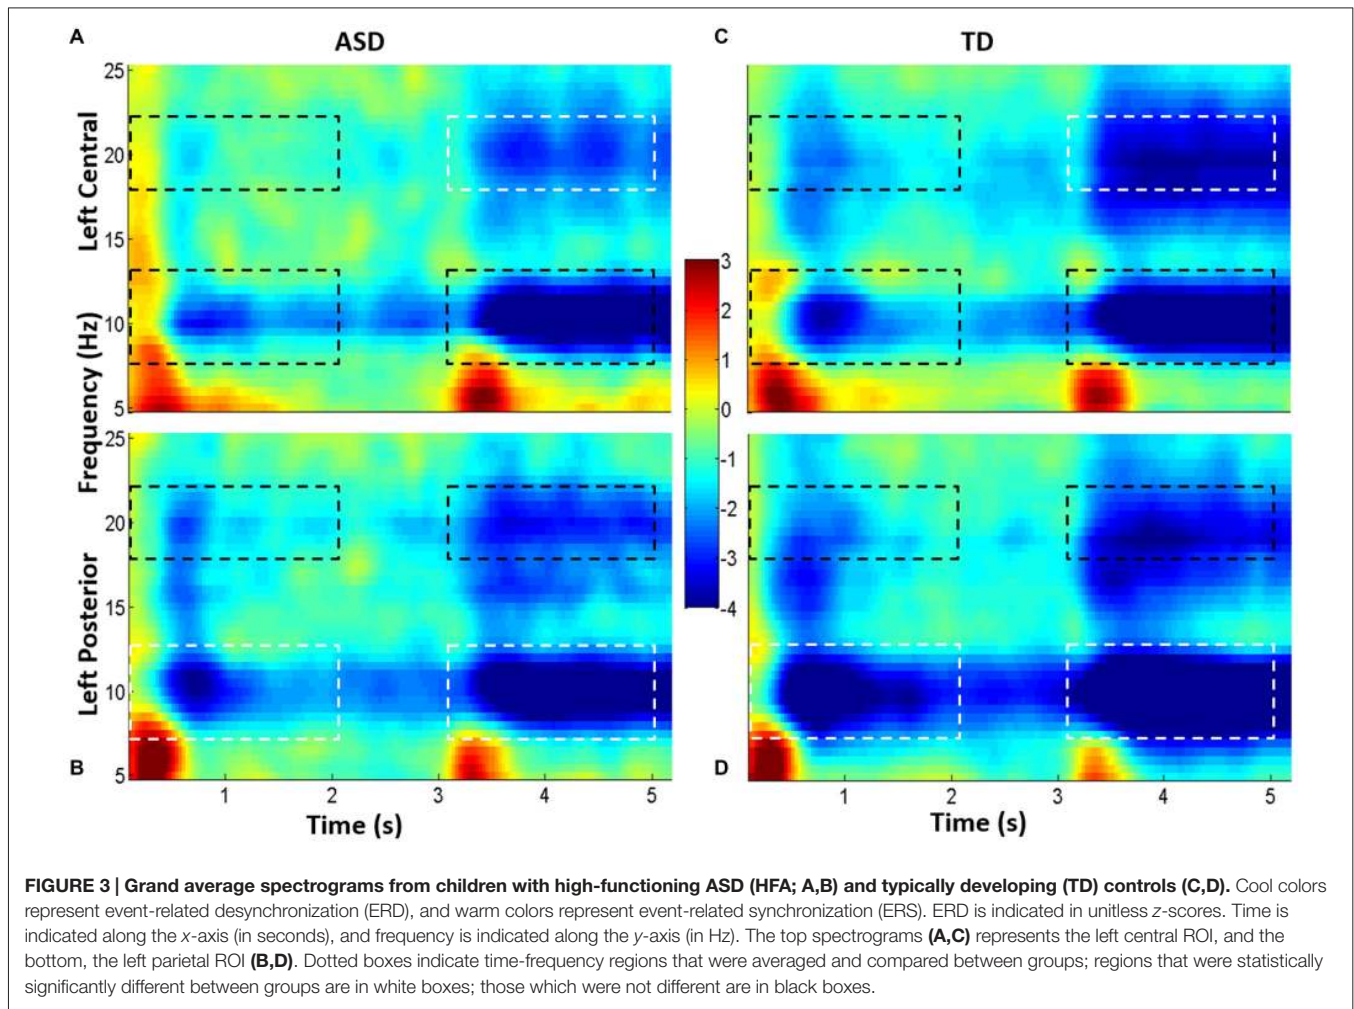 A
ASD
C
TD
25
20
15
10
5
Left Central
Frequency (Hz)
3
2
1
0
-1
-2
-3
-4
25
20
15
10
5
Left Posterior
B
D
1 2 3 4 5
1 2 3 4 5
Time (s)
Time (s)
FIGURE 3 | Grand average spectrograms from children with high-functioning ASD (HFA; A,B) and typically developing (TD) controls (C,D). Cool colors
represent event-related desynchronization (ERD), and warm colors represent event-related synchronization (ERS). ERD is indicated in unitless z-scores. Time is
indicated along the x-axis (in seconds), and frequency is indicated along the y-axis (in Hz). The top spectrograms (A,C) represents the left central ROI, and the
bottom, the left parietal ROI (B,D). Dotted boxes indicate time-frequency regions that were averaged and compared between groups; regions that were statistically
significantly different between groups are in white boxes; those which were not different are in black boxes.